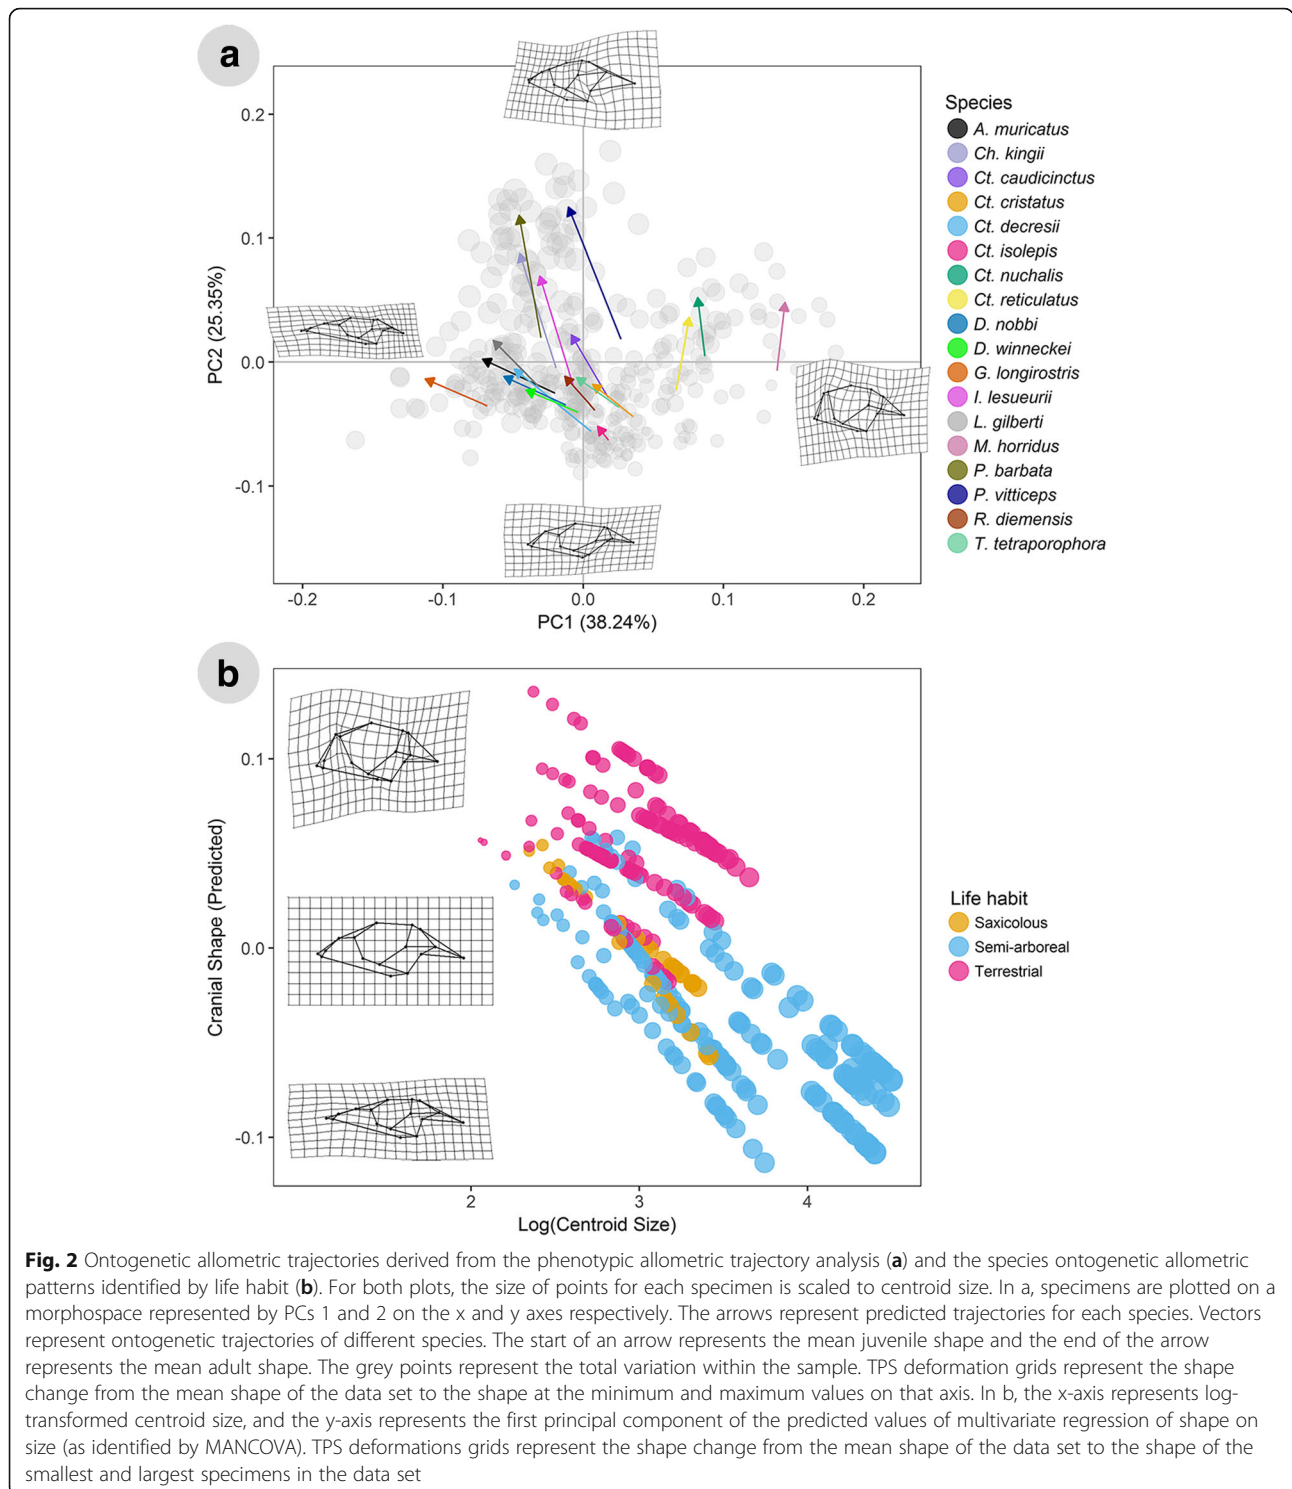 a
0.2
0.1
0.0
-0.1
PC2 (25.35%)
-0.2
-0.1
0.0
0.1
0.2
PC1 (38.24%)
Species
A. muricatus
Ch. kingii
Ct. caudicinctus
Ct. cristatus
Ct. decresii
Ct. isolepis
Ct. nuchalis
Ct. reticulatus
D. nobbi
D. winneckei
G. longirostris
I. lesueurii
L. gilberti
M. horridus
P. barbata
P. vitticeps
R. diemensis
T. tetraporophora
b
0.1
0.0
-0.1
Cranial Shape (Predicted)
2
3
4
Log(Centroid Size)
Life habit
Saxicolous
Semi-arboreal
Terrestrial
Fig. 2 Ontogenetic allometric trajectories derived from the phenotypic allometric trajectory analysis (a) and the species ontogenetic allometric
patterns identified by life habit (b). For both plots, the size of points for each specimen is scaled to centroid size. In a, specimens are plotted on a
morphospace represented by PCs 1 and 2 on the x and y axes respectively. The arrows represent predicted trajectories for each species. Vectors
represent ontogenetic trajectories of different species. The start of an arrow represents the mean juvenile shape and the end of the arrow
represents the mean adult shape. The grey points represent the total variation within the sample. TPS deformation grids represent the shape
change from the mean shape of the data set to the shape at the minimum and maximum values on that axis. In b, the x-axis represents log-
transformed centroid size, and the y-axis represents the first principal component of the predicted values of multivariate regression of shape on
size (as identified by MANCOVA). TPS deformations grids represent the shape change from the mean shape of the data set to the shape of the
smallest and largest specimens in the data set